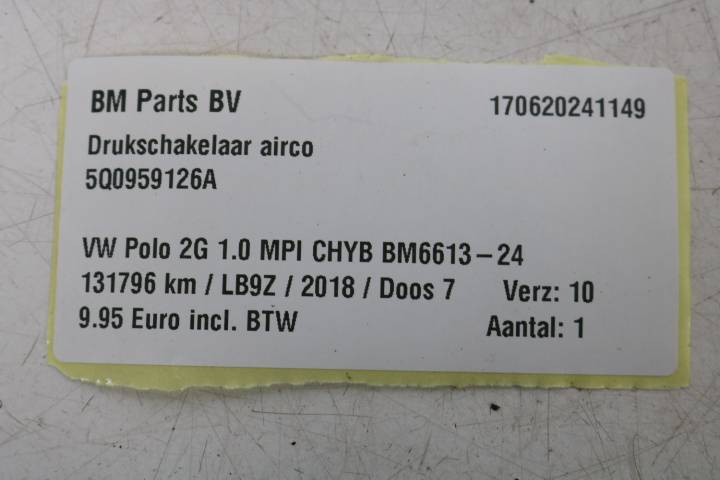 BM Parts BV 170620241149
Drukschakelaar airco
5Q0959126A
VW Polo 2G 1.0 MPI CHYB BM6613-24
131796 km / LB9Z / 2018 / Doos 7 Verz: 10
9.95 Euro incl. BTW Aantal: 1